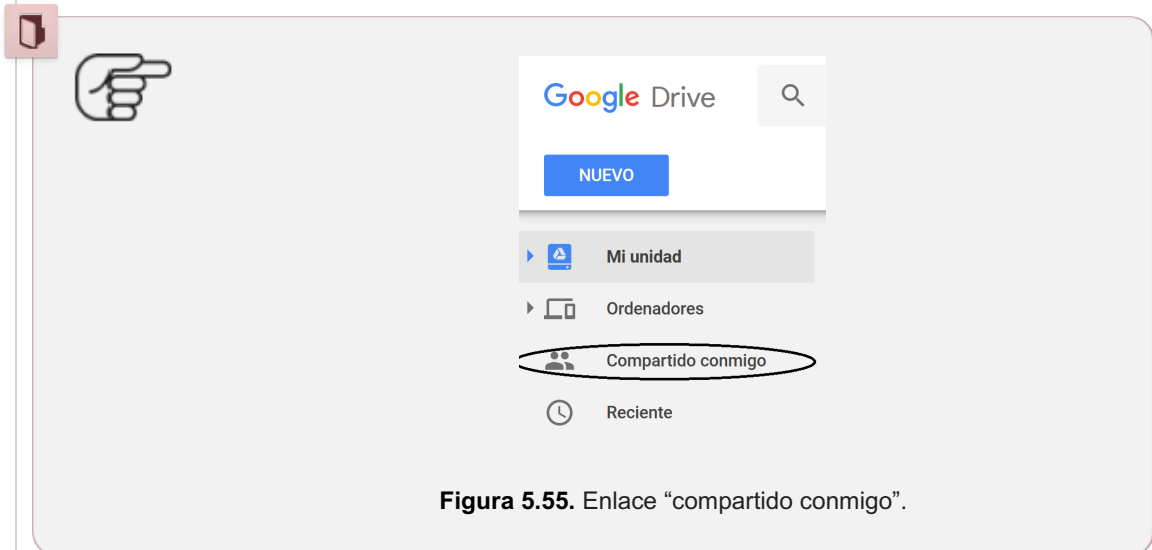 Google Drive
NUEVO
Mi unidad
Ordenadores
Compartido conmigo
Reciente
Figura 5.55. Enlace “compartido conmigo”.